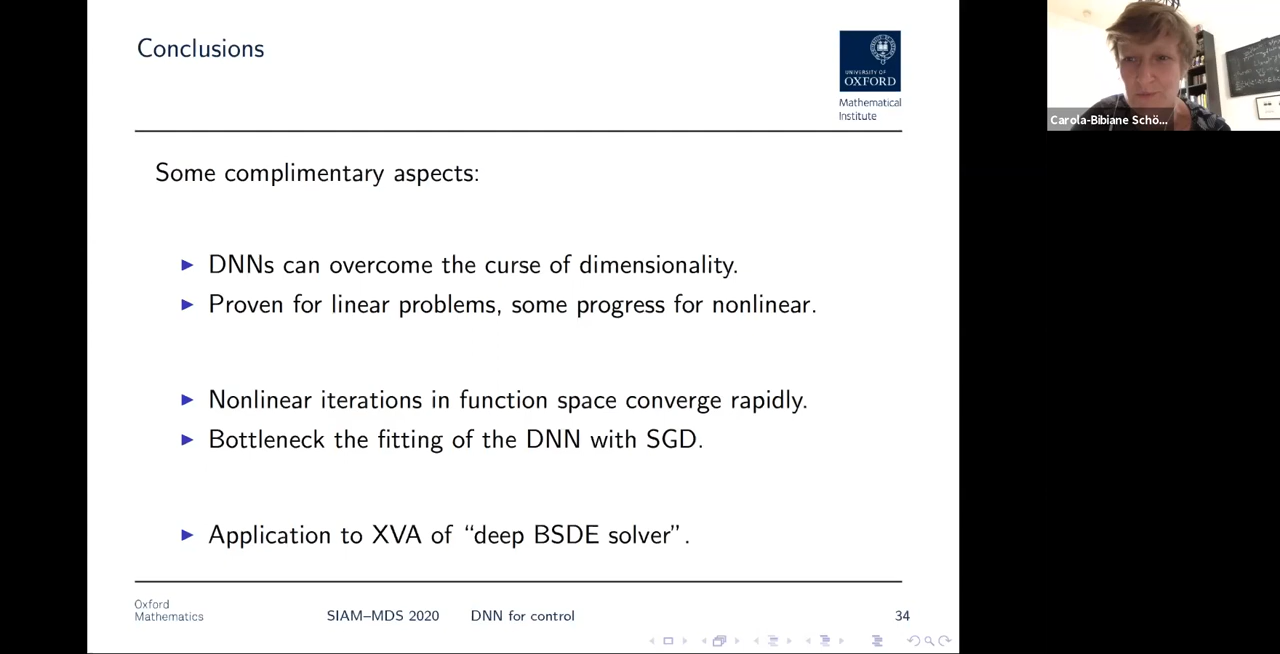 Conclusions
UNIVERSITY OF
OXFORD
Mathematical
Institute
Carola-Bibiane Schö...
Some complimentary aspects:
▶ DNNs can overcome the curse of dimensionality.
▶ Proven for linear problems, some progress for nonlinear.
▶ Nonlinear iterations in function space converge rapidly.
▶ Bottleneck the fitting of the DNN with SGD.
▶ Application to XVA of “deep BSDE solver”.
Oxford
Mathematics
SIAM–MDS 2020 DNN for control 34